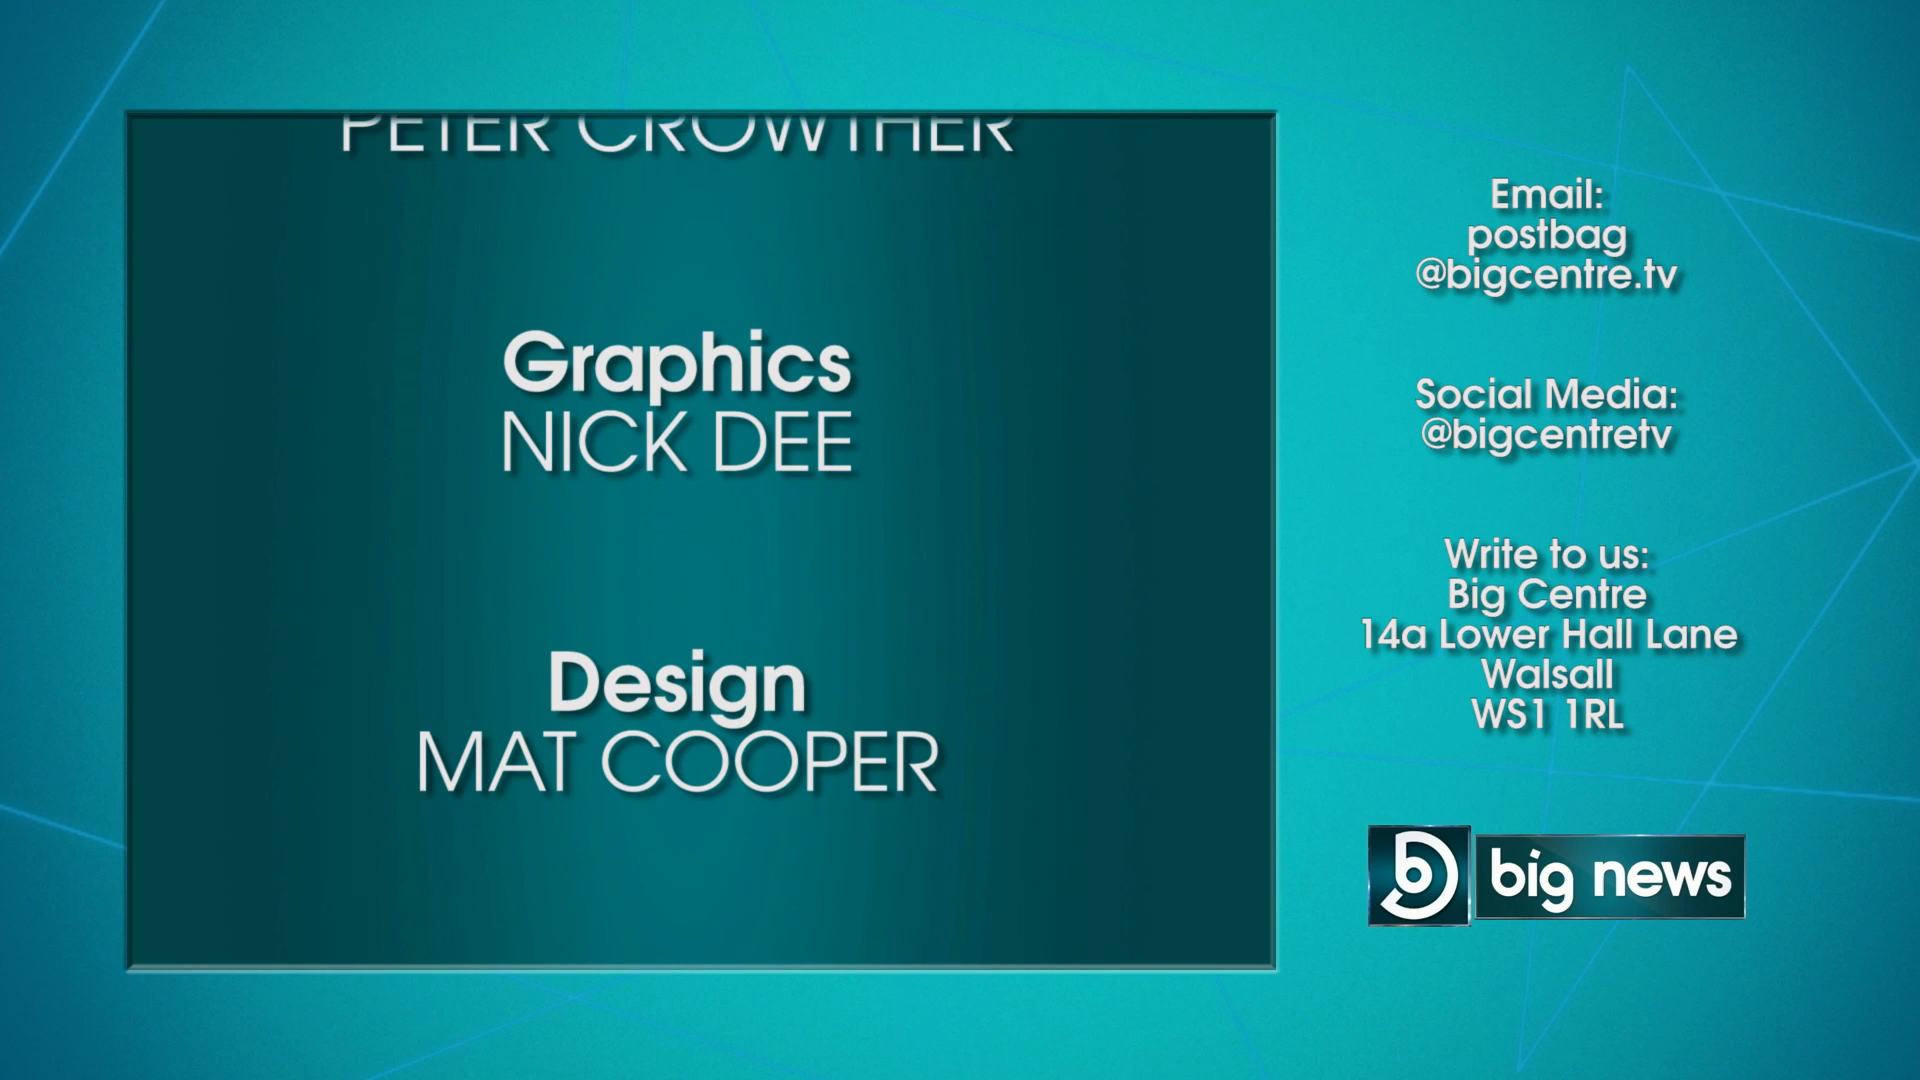 PETER CROWTHER
Graphics
NICK DEE
Design
MAT COOPER
Email:
postbag
@bigcentre.tv
Social Media:
@bigcentretv
Write to us:
Big Centre
14a Lower Hall Lane
Walsall
WS1 1RL
big news